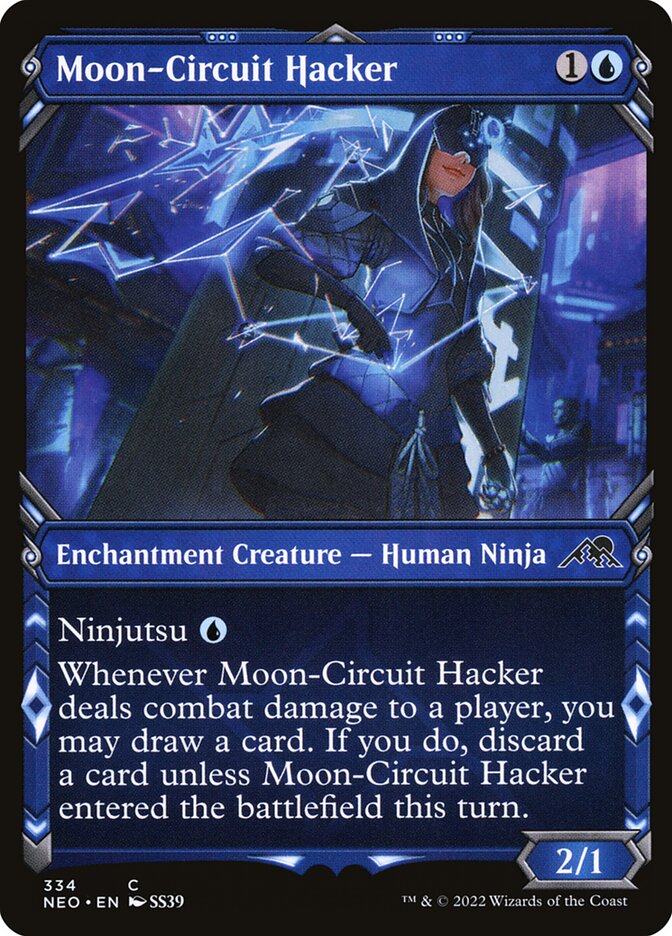 Moon-Circuit Hacker 1
Enchantment Creature — Human Ninja
Ninjutsu
Whenever Moon-Circuit Hacker
deals combat damage to a player, you
may draw a card. If you do, discard
a card unless Moon-Circuit Hacker
entered the battlefield this turn.
2/1
334 C
NEO • EN SS39
™ & © 2022 Wizards of the Coast